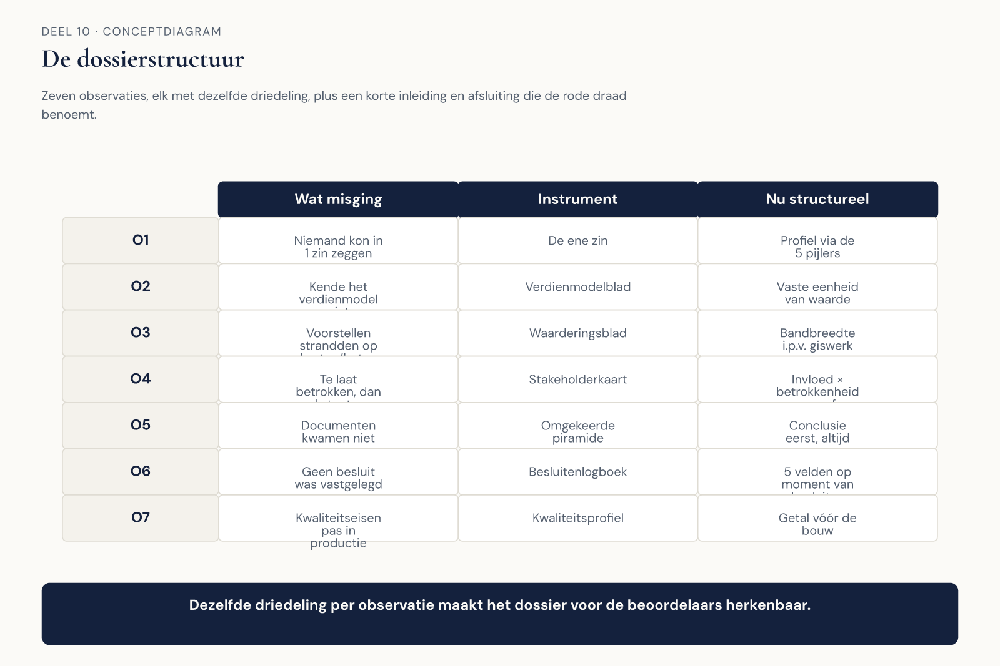 DEEL 10 · CONCEPTDIAGRAM
De dossierstructuur
Zeven observaties, elk met dezelfde driedeling, plus een korte inleiding en afsluiting die de rode draad
benoemt.
Wat misging
Instrument
Nu structureel
O1
Niemand kon in
1 zin zeggen
De ene zin
Profiel via de
5 pijlers
O2
Kende het
verdienmodel
Verdienmodelblad
Vaste eenheid
van waarde
O3
Voorstellen
strandden op
Waarderingsblad
Bandbreedte
i.p.v. giswerk
O4
Te laat
betrokken, dan
Stakeholderkaart
Invloed ×
betrokkenheid
O5
Documenten
kwamen niet
Omgekeerde
piramide
Conclusie
eerst, altijd
O6
Geen besluit
was vastgelegd
Besluitenlogboek
5 velden op
moment van
O7
Kwaliteitseisen
pas in
productie
Kwaliteitsprofiel
Getal vóór de
bouw
Dezelfde driedeling per observatie maakt het dossier voor de beoordelaars herkenbaar.